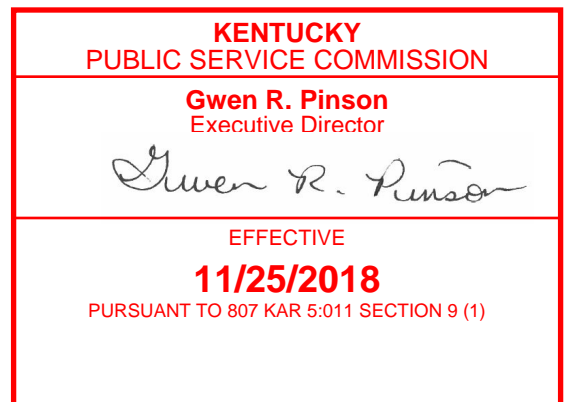 KENTUCKY
PUBLIC SERVICE COMMISSION
Gwen R. Pinson
Executive Director
Gwen R. Pinson
EFFECTIVE
11/25/2018
PURSUANT TO 807 KAR 5:011 SECTION 9 (1)